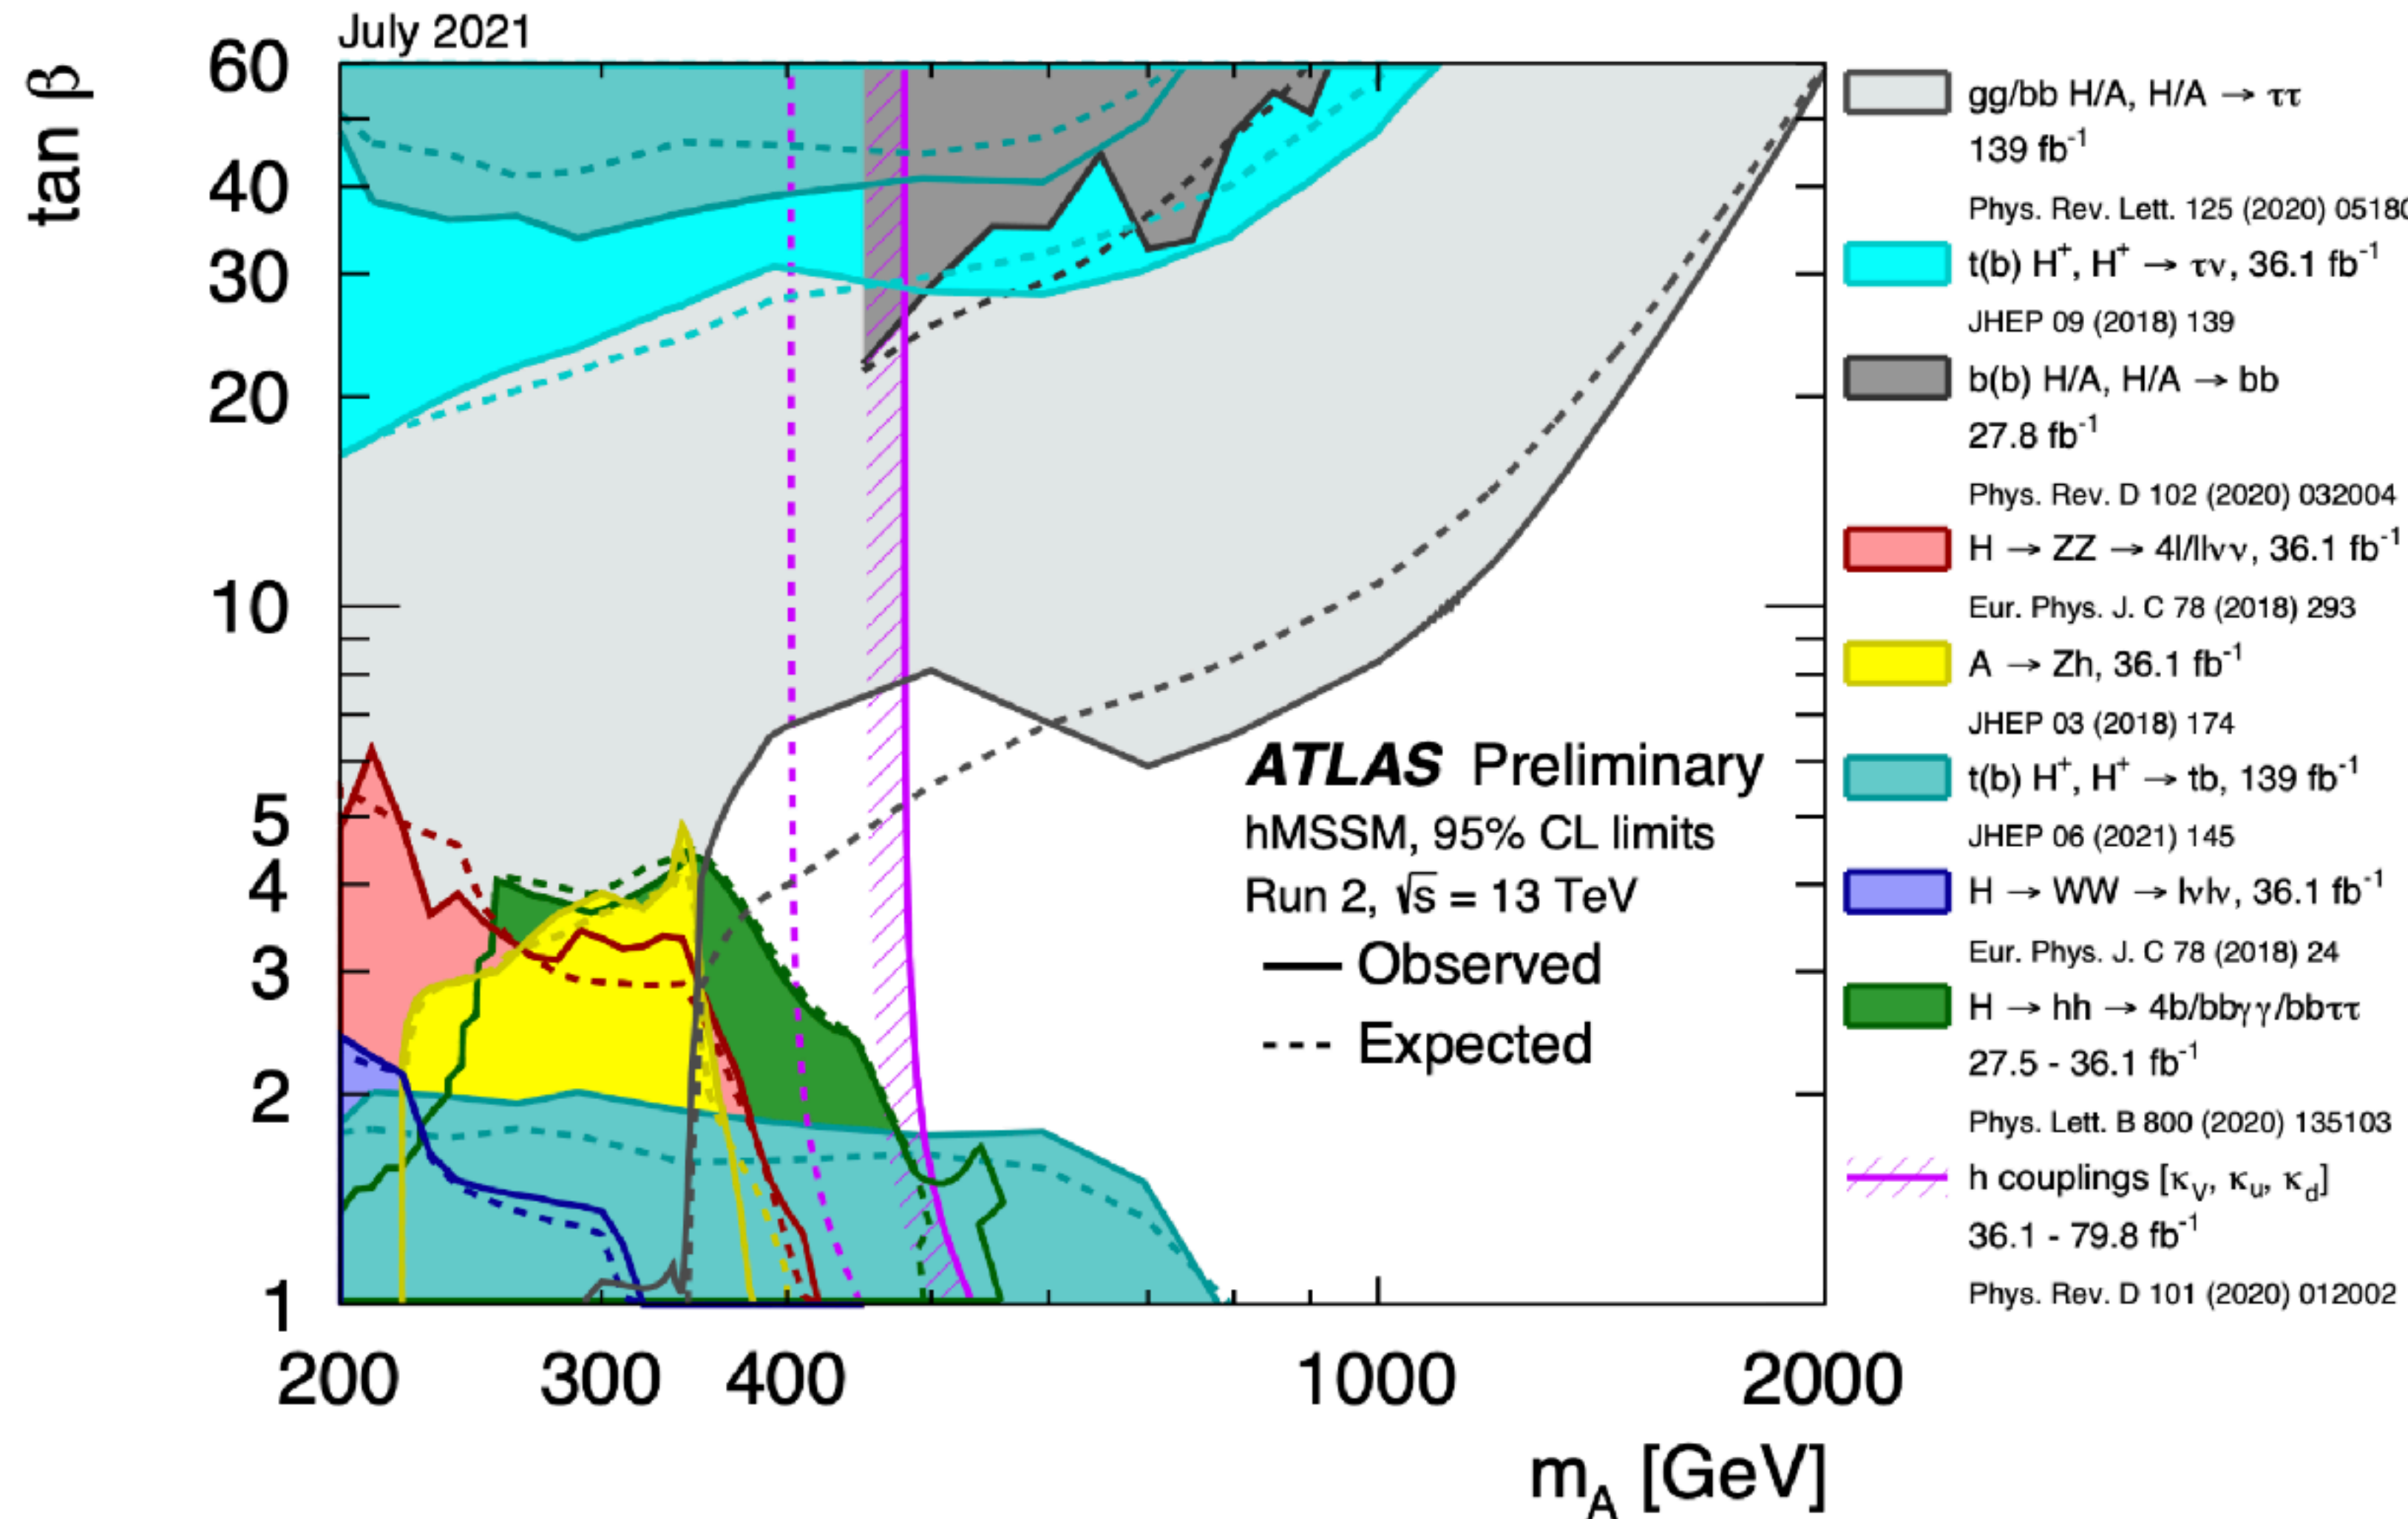 July 2021
tan β
60
40
30
20
10
5
4
3
2
1
200 300 400 1000 2000
m_A [GeV]
ATLAS Preliminary
hMSSM, 95% CL limits
Run 2, √s = 13 TeV
Observed
Expected
gg/bb H/A, H/A → ττ
139 fb⁻¹
Phys. Rev. Lett. 125 (2020) 05180
t(b) H⁺, H⁺ → τν, 36.1 fb⁻¹
JHEP 09 (2018) 139
b(b) H/A, H/A → bb
27.8 fb⁻¹
Phys. Rev. D 102 (2020) 032004
H → ZZ → 4l/llνν, 36.1 fb⁻¹
Eur. Phys. J. C 78 (2018) 293
A → Zh, 36.1 fb⁻¹
JHEP 03 (2018) 174
t(b) H⁺, H⁺ → tb, 139 fb⁻¹
JHEP 06 (2021) 145
H → WW → lνlν, 36.1 fb⁻¹
Eur. Phys. J. C 78 (2018) 24
H → hh → 4b/bbγγ/bbττ
27.5 - 36.1 fb⁻¹
Phys. Lett. B 800 (2020) 135103
h couplings [κ_V, κ_u, κ_d]
36.1 - 79.8 fb⁻¹
Phys. Rev. D 101 (2020) 012002